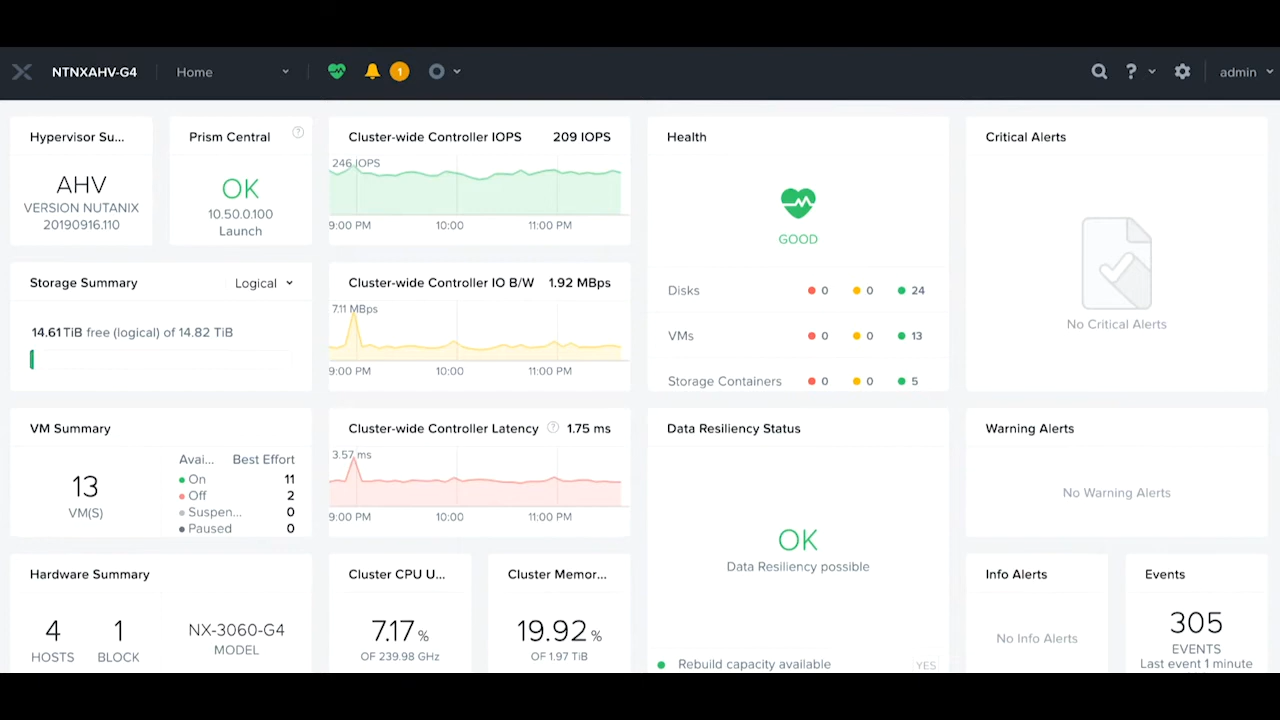 NTNXAHV-G4
Home
1
admin
Hypervisor Su...
AHV
VERSION NUTANIX
20190916.110
Prism Central
?
OK
10.50.0.100
Launch
Cluster-wide Controller IOPS 209 IOPS
246 IOPS
9:00 PM 10:00 11:00 PM
Health
GOOD
Disks 0 0 24
VMs 0 0 13
Storage Containers 0 0 5
Critical Alerts
No Critical Alerts
Storage Summary Logical
14.61 TiB free (logical) of 14.82 TiB
Cluster-wide Controller IO B/W 1.92 MBps
7.11 MBps
9:00 PM 10:00 11:00 PM
VM Summary
13
VM(S)
Avai... Best Effort
On 11
Off 2
Suspen... 0
Paused 0
Cluster-wide Controller Latency ? 1.75 ms
3.57 ms
9:00 PM 10:00 11:00 PM
Data Resiliency Status
OK
Data Resiliency possible
Rebuild capacity available YES
Warning Alerts
No Warning Alerts
Hardware Summary
4
HOSTS
1
BLOCK
NX-3060-G4
MODEL
Cluster CPU U...
7.17 %
OF 239.98 GHz
Cluster Memor...
19.92 %
OF 1.97 TiB
Info Alerts
No Info Alerts
Events
305
EVENTS
Last event 1 minute